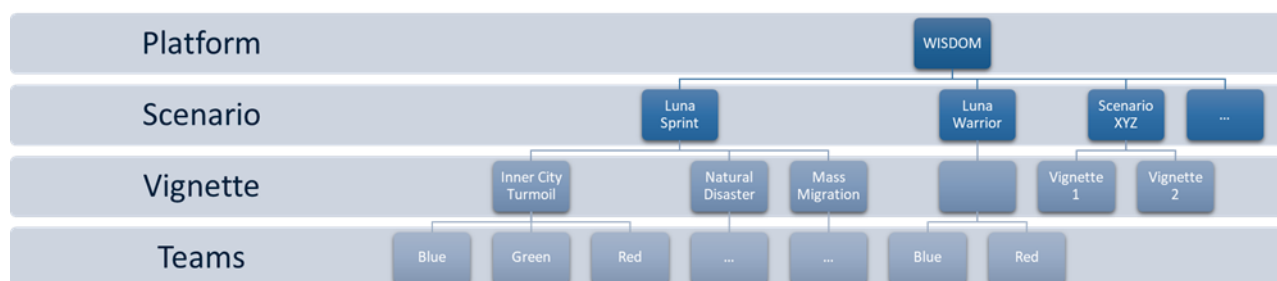 Platform
WISDOM
Scenario
Luna
Sprint
Luna
Warrior
Scenario
XYZ
...
Vignette
Inner City
Turmoil
Natural
Disaster
Mass
Migration
Vignette
1
Vignette
2
Teams
Blue
Green
Red
...
...
Blue
Red